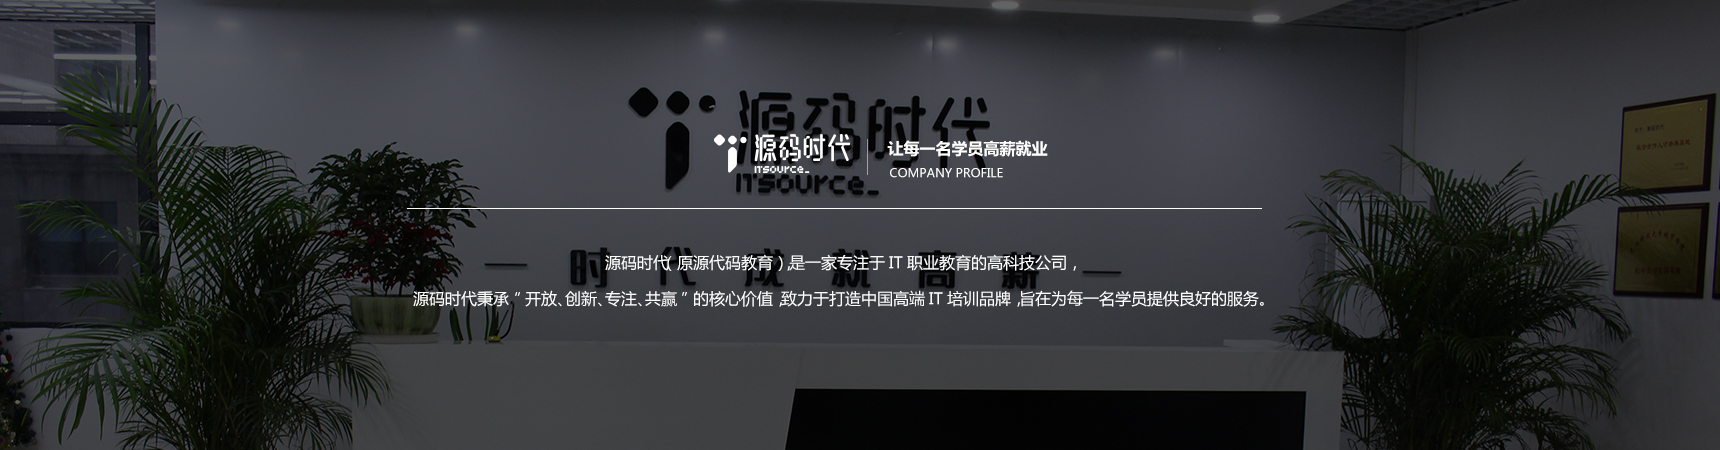 源码时代
ITSOURCE_
源码时代
ITSOURCE_
让每一名学员高薪就业
COMPANY PROFILE
— 时代成就高薪 —
源码时代(原源代码教育),是一家专注于IT职业教育的高科技公司，
源码时代秉承"开放、创新、专注、共赢"的核心价值,致力于打造中国高端IT培训品牌,旨在为每一名学员提供良好的服务。